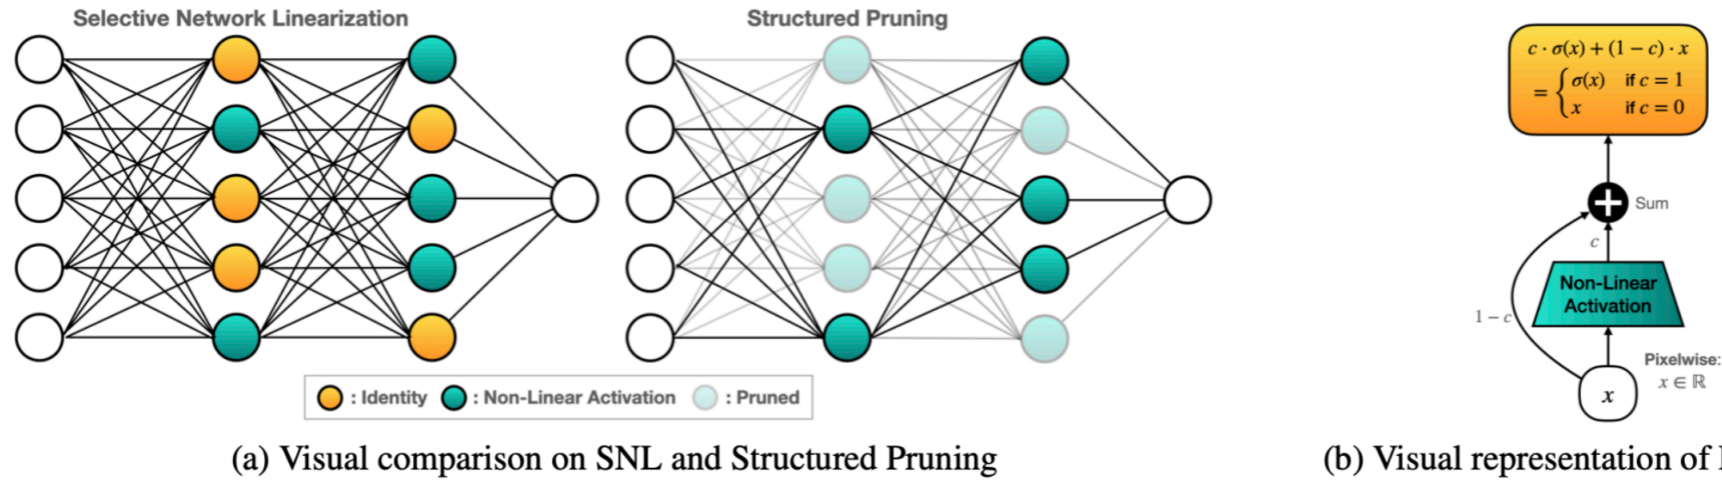 Selective Network Linearization
Structured Pruning
: Identity
: Non-Linear Activation
: Pruned
(a) Visual comparison on SNL and Structured Pruning
c · σ(x) + (1 − c) · x
= { σ(x) if c = 1
x if c = 0
+
Sum
c
Non-Linear
Activation
1 − c
Pixelwise:
x ∈ ℝ
x
(b) Visual representation of